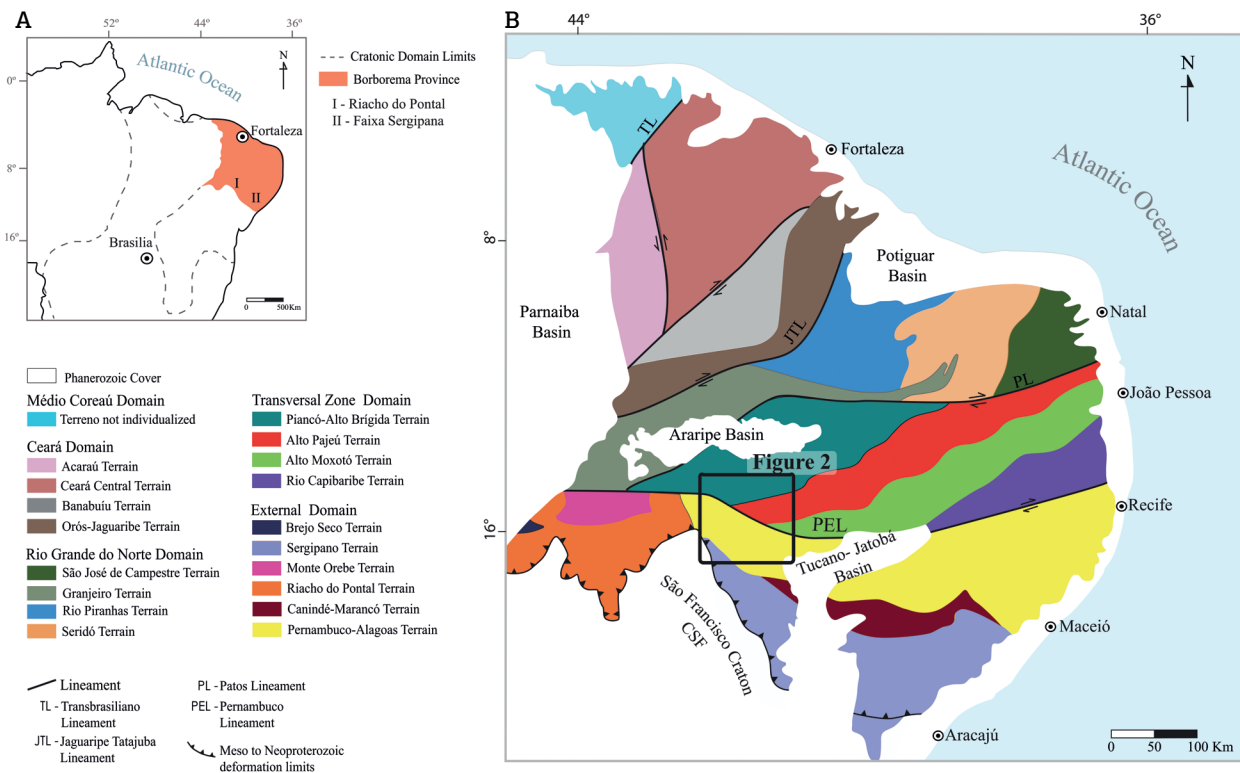 A
52°
44°
36°
0°
8°
16°
Atlantic Ocean
N
Fortaleza
I
II
Brasilia
0
500Km
Cratonic Domain Limits
Borborema Province
I - Riacho do Pontal
II - Faixa Sergipana
Phanerozoic Cover
Médio Coreaú Domain
Terreno not individualized
Ceará Domain
Acaraú Terrain
Ceará Central Terrain
Banabuíu Terrain
Orós-Jaguaribe Terrain
Rio Grande do Norte Domain
São José de Campestre Terrain
Granjeiro Terrain
Rio Piranhas Terrain
Seridó Terrain
Transversal Zone Domain
Piancó-Alto Brígida Terrain
Alto Pajeú Terrain
Alto Moxotó Terrain
Rio Capibaribe Terrain
External Domain
Brejo Seco Terrain
Sergipano Terrain
Monte Orebe Terrain
Riacho do Pontal Terrain
Canindé-Marancó Terrain
Pernambuco-Alagoas Terrain
Lineament
TL - Transbrasiliano
Lineament
JTL - Jaguaripe Tatajuba
Lineament
PL - Patos Lineament
PEL - Pernambuco
Lineament
Meso to Neoproterozoic
deformation limits
B
44°
36°
8°
16°
N
Atlantic
Ocean
TL
Fortaleza
Potiguar
Basin
Parnaiba
Basin
JTL
Natal
PL
João Pessoa
Araripe Basin
Figure 2
PEL
Recife
Tucano- Jatobá
Basin
São Francisco Craton
CSF
Maceió
Aracajú
0
50
100 Km